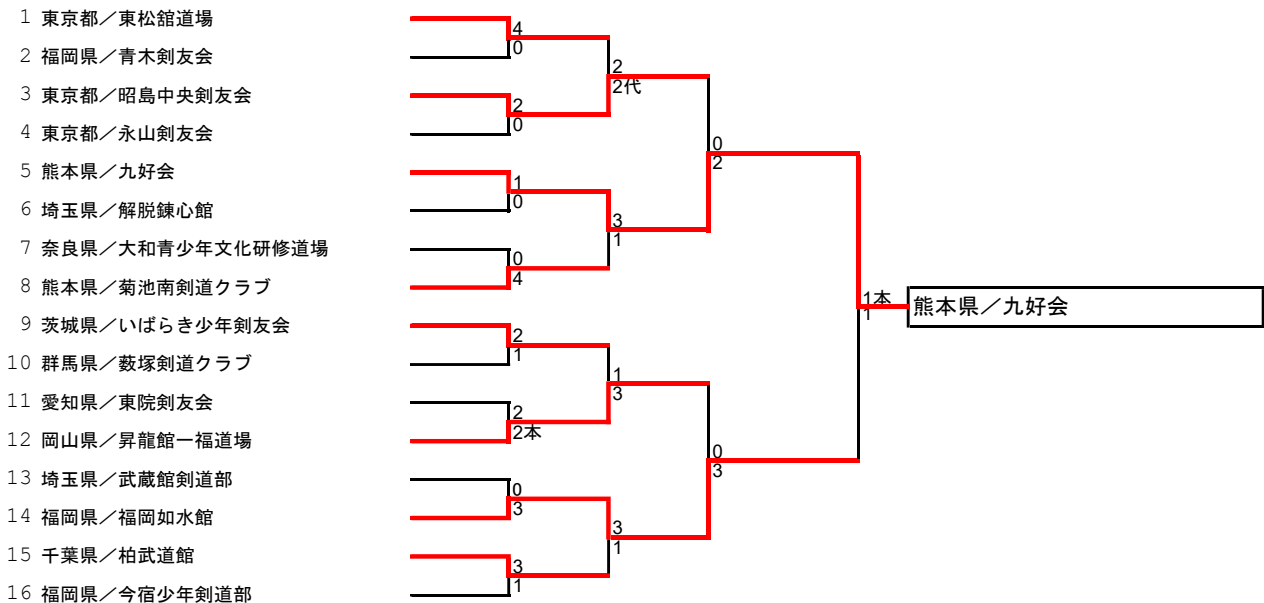 1 東京都／東松舘道場
2 福岡県／青木剣友会
3 東京都／昭島中央剣友会
4 東京都／永山剣友会
5 熊本県／九好会
6 埼玉県／解脱錬心館
7 奈良県／大和青少年文化研修道場
8 熊本県／菊池南剣道クラブ
9 茨城県／いばらき少年剣友会
10 群馬県／薮塚剣道クラブ
11 愛知県／東院剣友会
12 岡山県／昇龍館一福道場
13 埼玉県／武蔵館剣道部
14 福岡県／福岡如水館
15 千葉県／柏武道館
16 福岡県／今宿少年剣道部
4
0
2
0
1
0
0
4
2
1
2
2本
0
3
3
1
2
2代
3
1
1
3
3
1
0
2
0
3
1本
1
熊本県／九好会